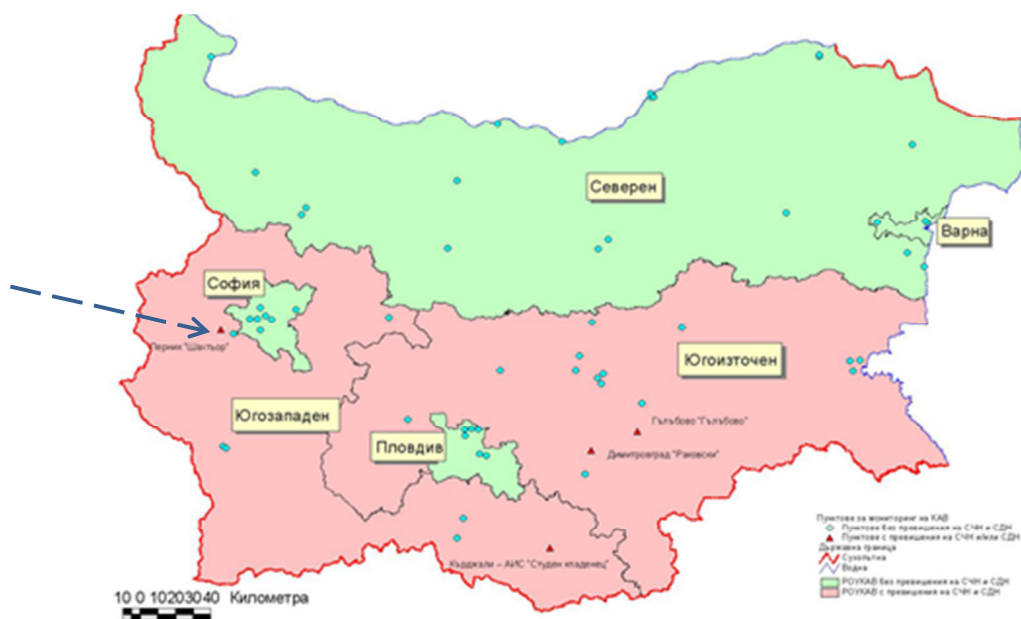 Северен
Варна
София
Перник "Шахтьор"
Югоизточен
Югозападен
Гълъбово "Гълъбово"
Пловдив
Димитровград "Раковски"
Кърджали – АИС "Студен кладенец"
Пунктове за мониторинг на КАВ
Пунктове без превишения на СЧН и СДН
Пунктове с превишения на СЧН и/или СДН
Държавна граница
Сухопътна
Водна
РОУКАВ без превишения на СЧН и СДН
РОУКАВ с превишения на СЧН и СДН
10 0 10203040 Километра